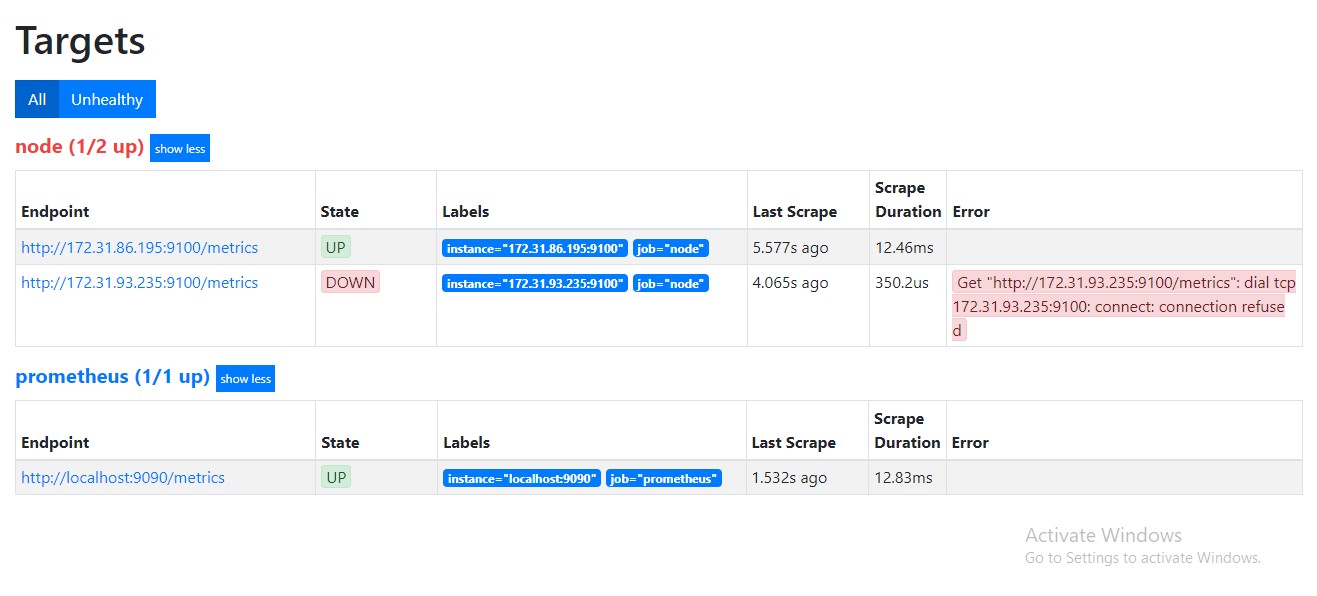 Targets
All Unhealthy
node (1/2 up) show less
Endpoint State Labels Last Scrape Scrape Duration Error
http://172.31.86.195:9100/metrics UP instance="172.31.86.195:9100" job="node" 5.577s ago 12.46ms
http://172.31.93.235:9100/metrics DOWN instance="172.31.93.235:9100" job="node" 4.065s ago 350.2us Get "http://172.31.93.235:9100/metrics": dial tcp
172.31.93.235:9100: connect: connection refuse
d
prometheus (1/1 up) show less
Endpoint State Labels Last Scrape Scrape Duration Error
http://localhost:9090/metrics UP instance="localhost:9090" job="prometheus" 1.532s ago 12.83ms
Activate Windows
Go to Settings to activate Windows.